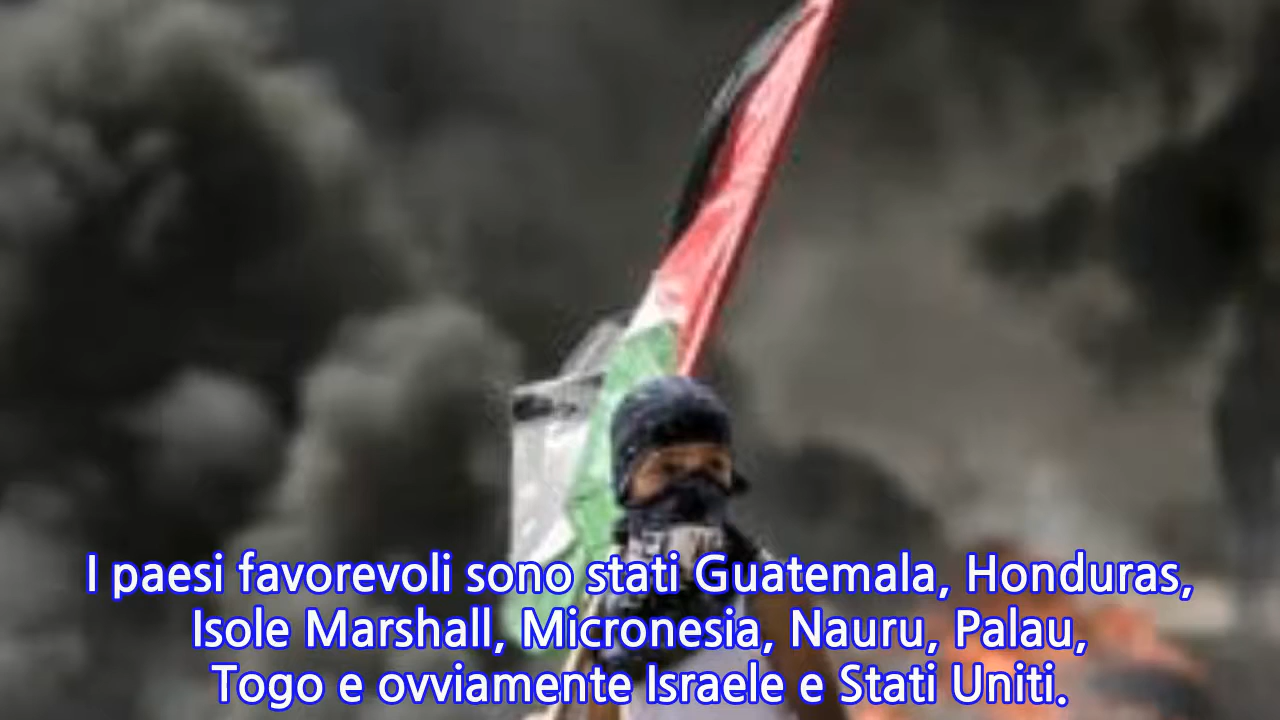 I paesi favorevoli sono stati Guatemala, Honduras,
Isole Marshall, Micronesia, Nauru, Palau,
Togo e ovviamente Israele e Stati Uniti.